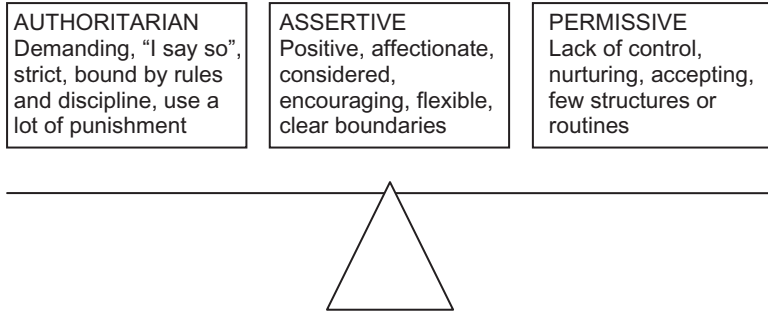 AUTHORITARIAN
Demanding, “I say so”,
strict, bound by rules
and discipline, use a
lot of punishment
ASSERTIVE
Positive, affectionate,
considered,
encouraging, flexible,
clear boundaries
PERMISSIVE
Lack of control,
nurturing, accepting,
few structures or
routines